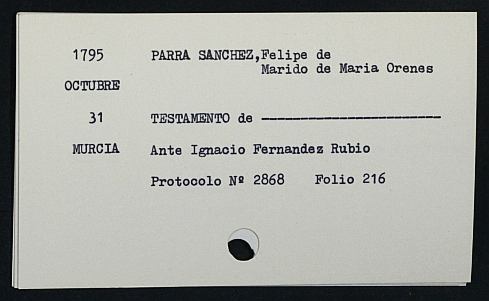 1795 PARRA SANCHEZ,Felipe de
Marido de Maria Orenes
OCTUBRE
31 TESTAMENTO de ------------------------
MURCIA Ante Ignacio Fernandez Rubio
Protocolo Nº 2868 Folio 216